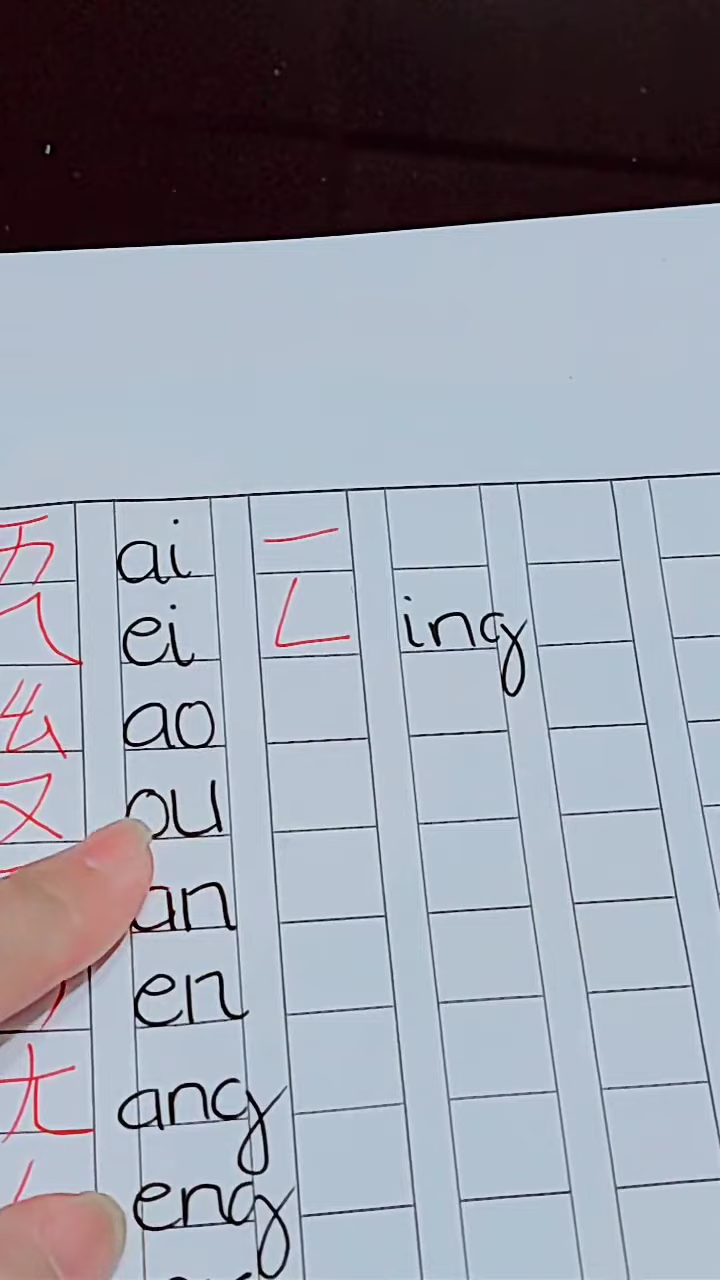 ㄞ ai ㄧ
ㄟ ei ㄥ ing
ㄠ ao
ㄡ ou
an
en
ㄤ ang
eng